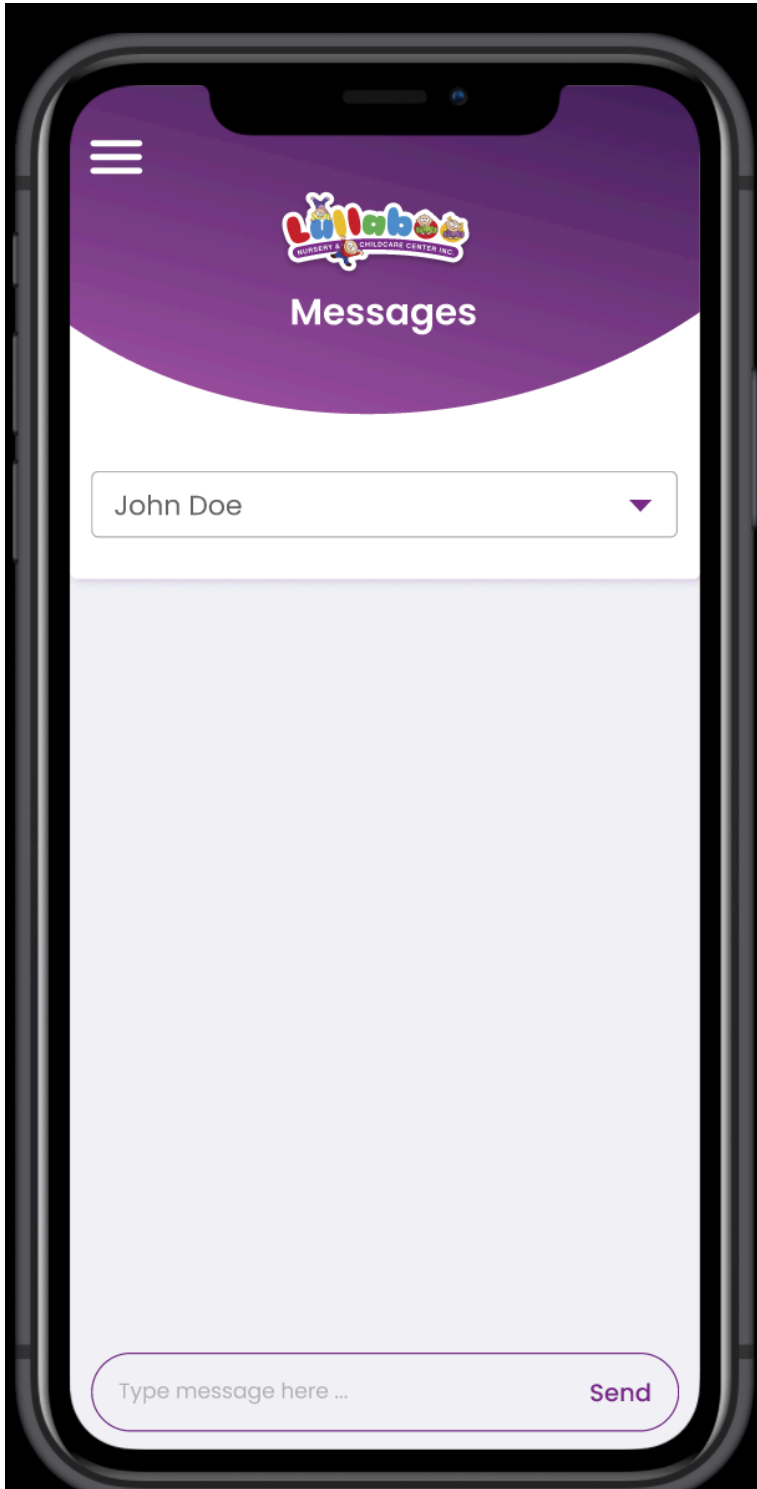 Lullaboo
NURSERY & CHILDCARE CENTER INC.
Messages
John Doe
Type message here ...
Send